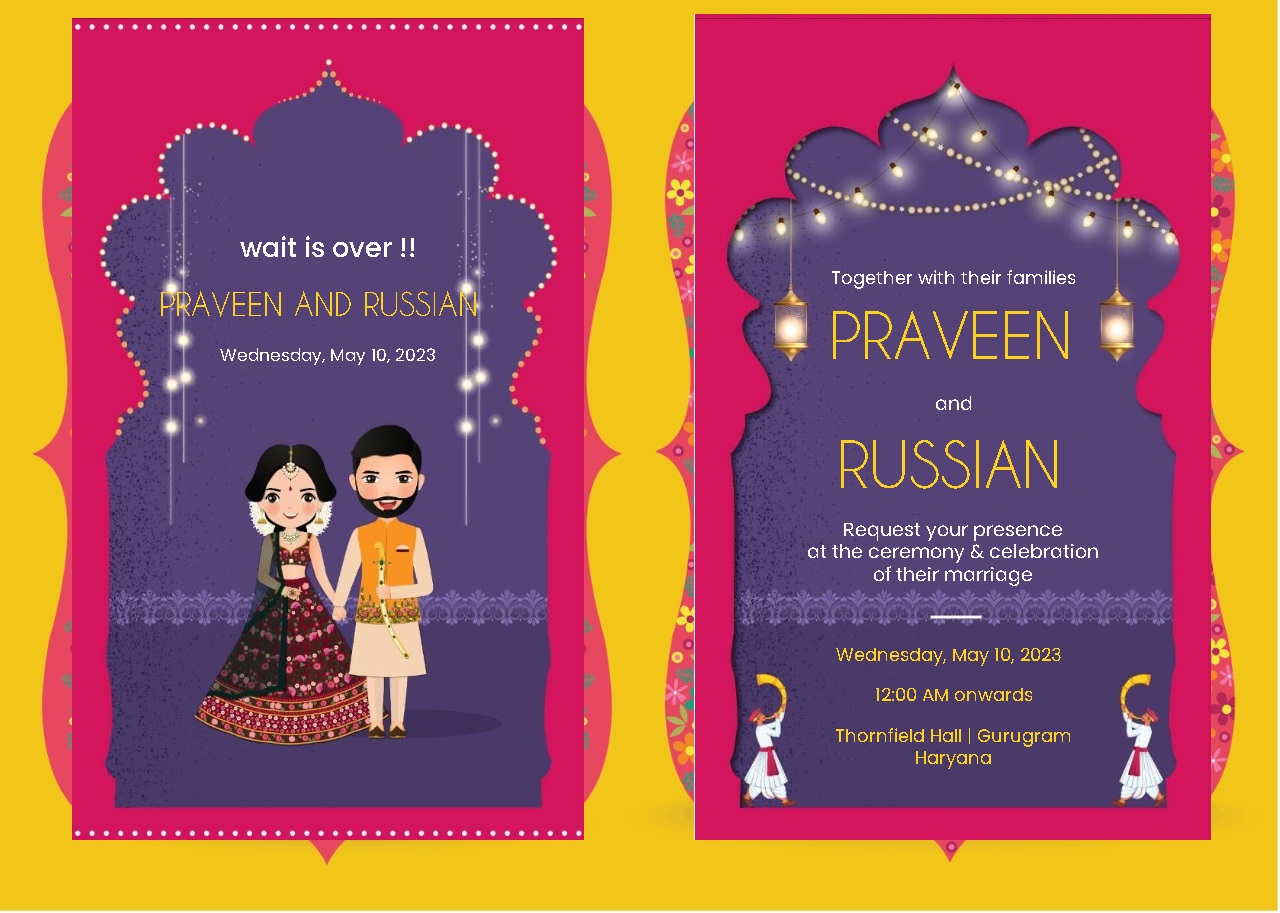 wait is over !!
PRAVEEN AND RUSSIAN
Wednesday, May 10, 2023
Together with their families
PRAVEEN
and
RUSSIAN
Request your presence
at the ceremony & celebration
of their marriage
Wednesday, May 10, 2023
12:00 AM onwards
Thornfield Hall | Gurugram
Haryana